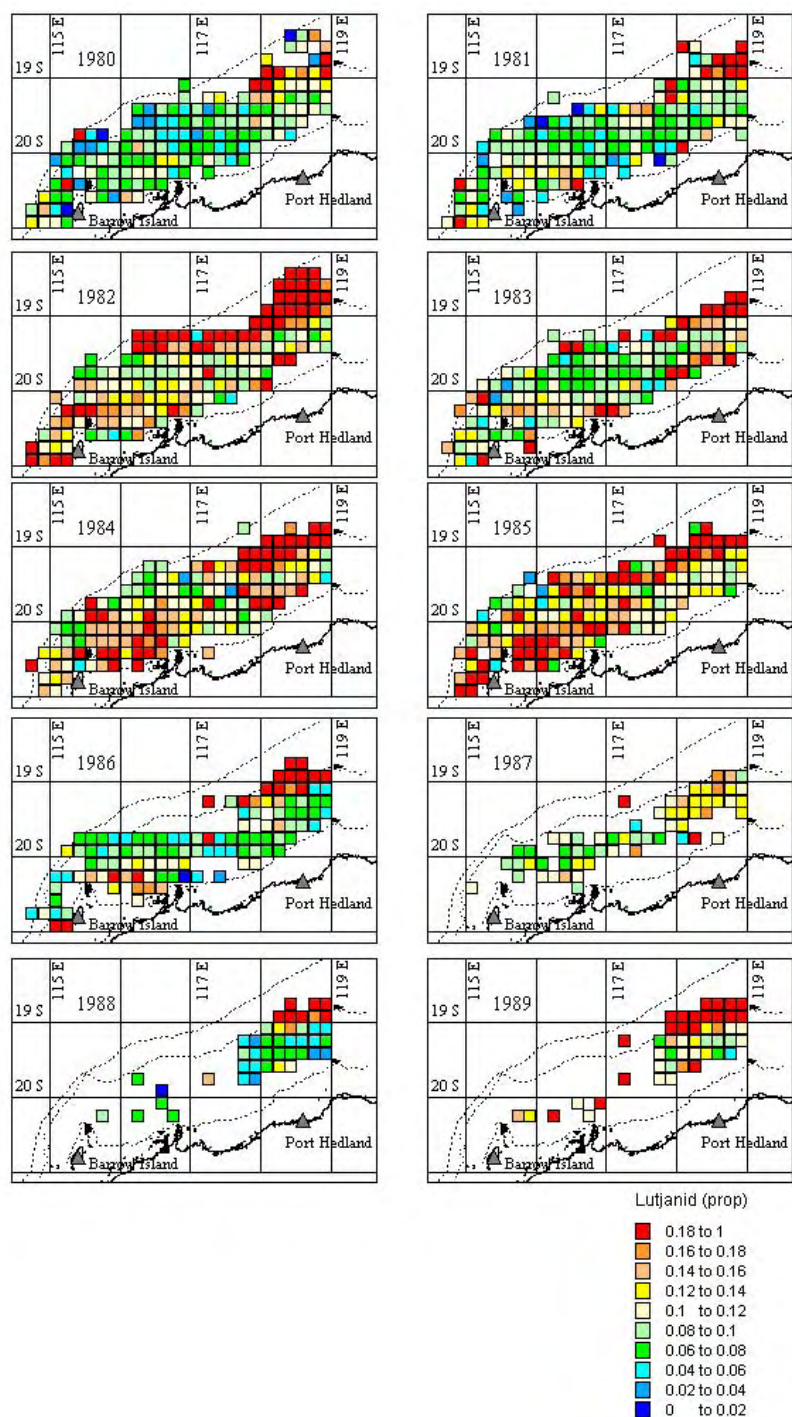 115 E
1980
117 E
119 E
19 S
20 S
Barrow Island
Port Hedland
115 E
1981
117 E
119 E
19 S
20 S
Barrow Island
Port Hedland
115 E
1982
117 E
119 E
19 S
20 S
Barrow Island
Port Hedland
115 E
1983
117 E
119 E
19 S
20 S
Barrow Island
Port Hedland
115 E
1984
117 E
119 E
19 S
20 S
Barrow Island
Port Hedland
115 E
1985
117 E
119 E
19 S
20 S
Barrow Island
Port Hedland
115 E
1986
117 E
119 E
19 S
20 S
Barrow Island
Port Hedland
115 E
1987
117 E
119 E
19 S
20 S
Barrow Island
Port Hedland
115 E
1988
117 E
119 E
19 S
20 S
Barrow Island
Port Hedland
115 E
1989
117 E
119 E
19 S
20 S
Barrow Island
Port Hedland
Lutjanid (prop)
0.18 to 1
0.16 to 0.18
0.14 to 0.16
0.12 to 0.14
0.1 to 0.12
0.08 to 0.1
0.06 to 0.08
0.04 to 0.06
0.02 to 0.04
0 to 0.02